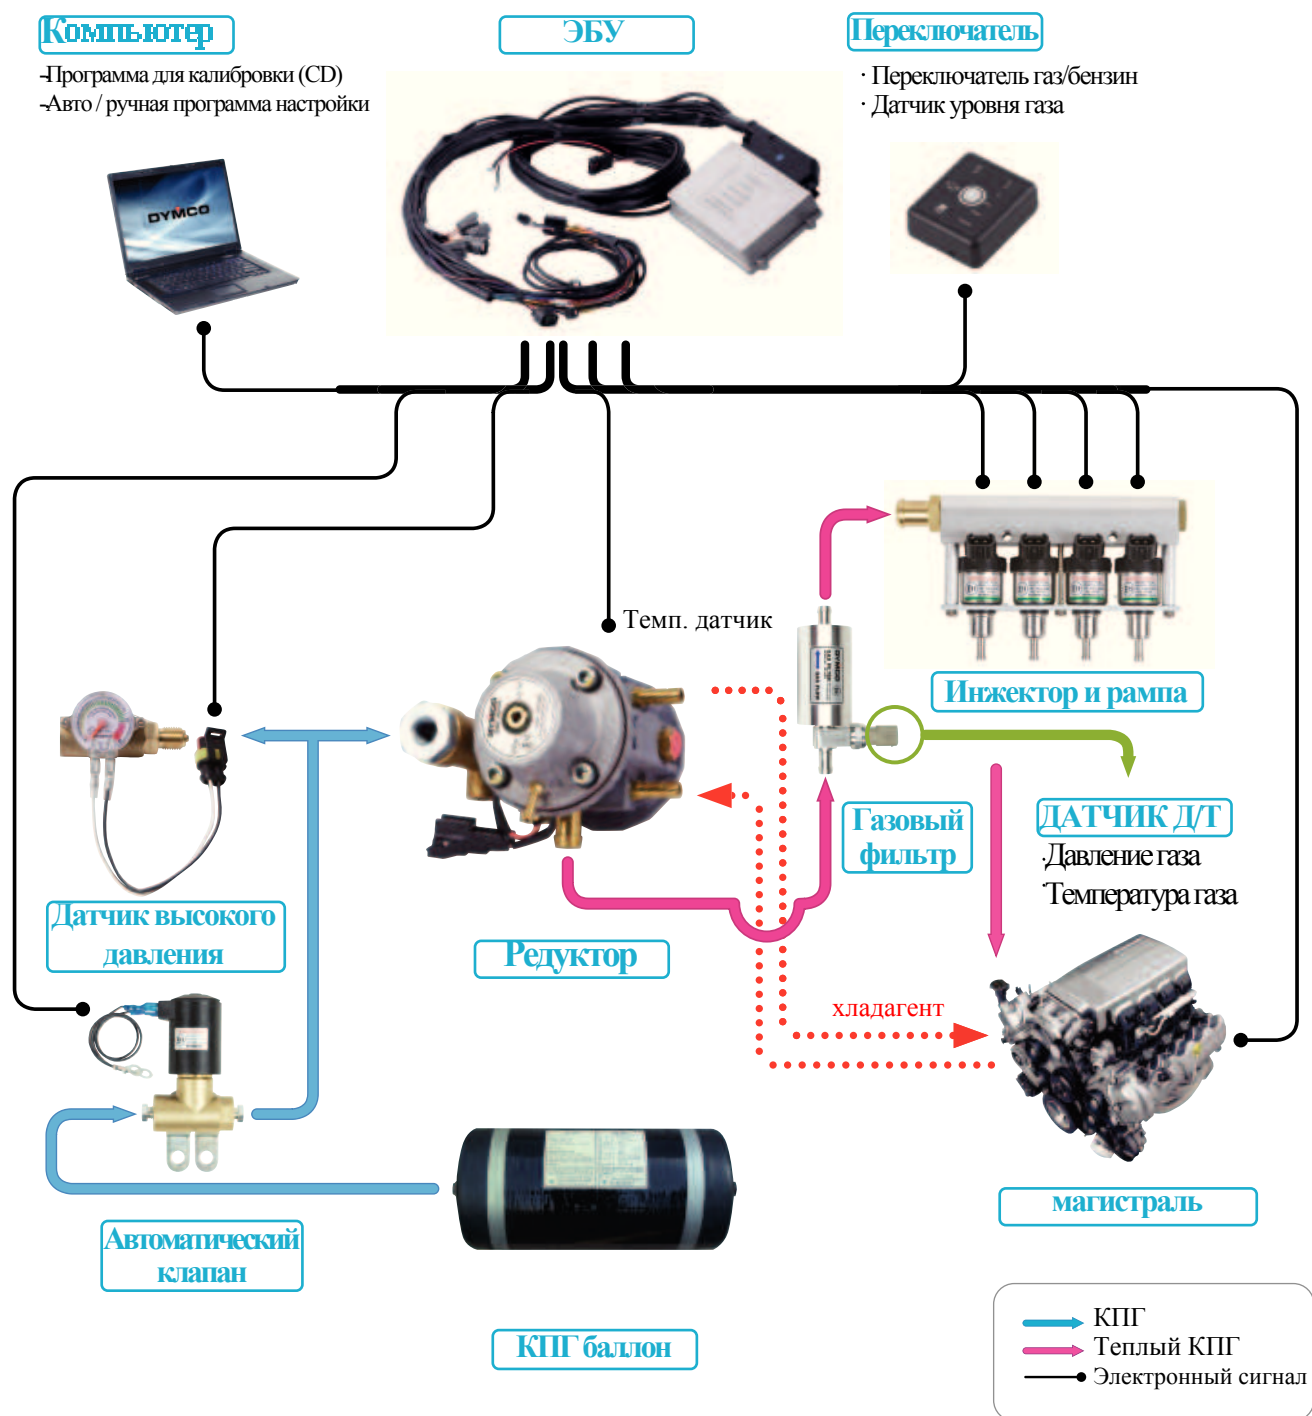 Компьютер
-Программа для калибровки (CD)
-Авто / ручная программа настройки
ЭБУ
Переключатель
· Переключатель газ/бензин
· Датчик уровня газа
DYMCO
Темп. датчик
DYMCO
Инжектор и рампа
Газовый
фильтр
ДАТЧИК Д/Т
·Давление газа
·Температура газа
Датчик высокого
давления
Редуктор
хладагент
магистраль
Автоматический
клапан
КПГ баллон
КПГ
Теплый КПГ
Электронный сигнал